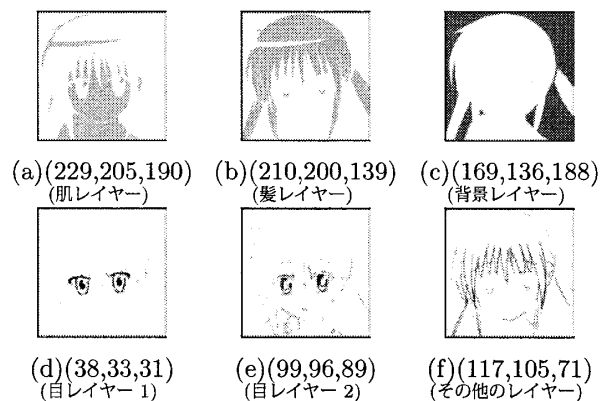 (a)(229,205,190) (b)(210,200,139) (c)(169,136,188)
(肌レイヤー) (髪レイヤー) (背景レイヤー)
(d)(38,33,31) (e)(99,96,89) (f)(117,105,71)
(目レイヤー 1) (目レイヤー 2) (その他のレイヤー)